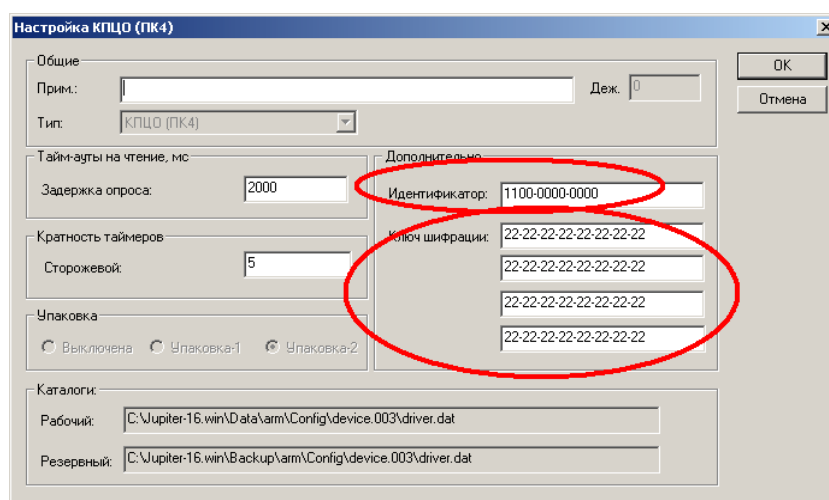 Настройка КПЦО (ПК4)
Общие
Прим.:
Деж. 0
Тип: КПЦО (ПК4)
OK
Отмена
Тайм-ауты на чтение, мс
Задержка опроса: 2000
Кратность таймеров
Сторожевой: 5
Упаковка
Выключена Упаковка-1 Упаковка-2
Дополнительно
Идентификатор: 1100-0000-0000
Ключ шифрации: 22-22-22-22-22-22-22-22
22-22-22-22-22-22-22-22
22-22-22-22-22-22-22-22
22-22-22-22-22-22-22-22
Каталоги:
Рабочий: C:\Jupiter-16.win\Data\arm\Config\device.003\driver.dat
Резервный: C:\Jupiter-16.win\Backup\arm\Config\device.003\driver.dat